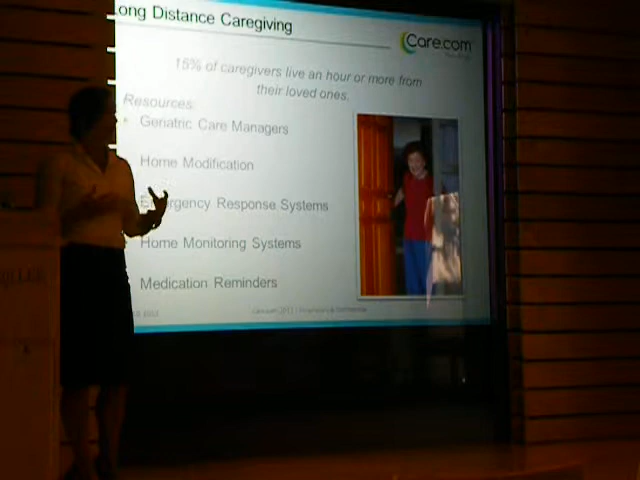 ong Distance Caregiving
Care.com
15% of caregivers live an hour or more from
their loved ones.
Resources:
Geriatric Care Managers
Home Modification
Emergency Response Systems
Home Monitoring Systems
Medication Reminders